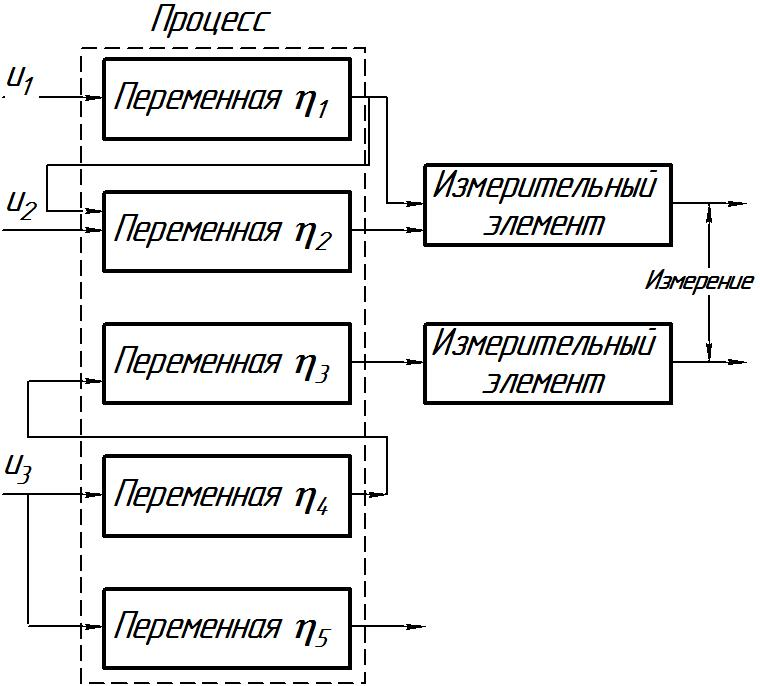 Процесс
u1
Переменная η1
u2
Переменная η2
Измерительный
элемент
Измерение
Переменная η3
Измерительный
элемент
u3
Переменная η4
Переменная η5